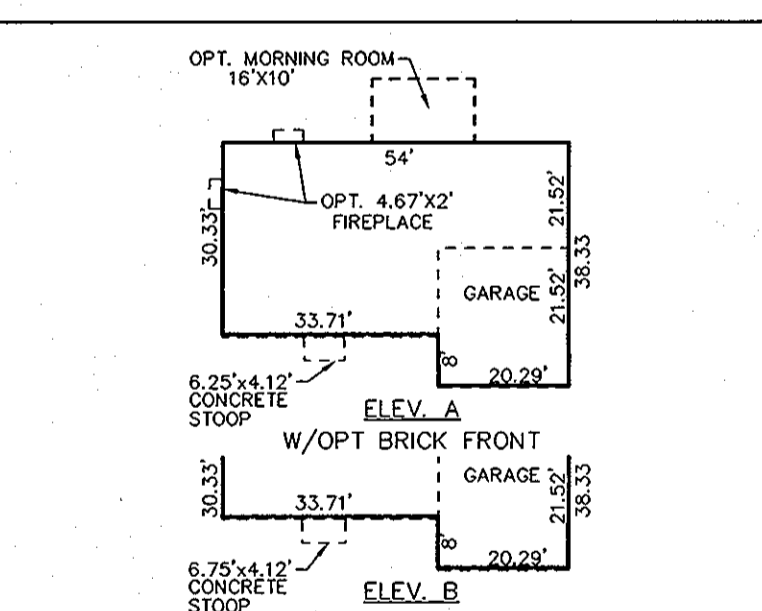 OPT. MORNING ROOM
16'X10'
54'
OPT. 4.67'X2'
FIREPLACE
30.33'
21.52'
38.33
GARAGE
21.52'
33.71'
8'
20.29'
6.25'x4.12'
CONCRETE
STOOP
ELEV. A
W/OPT BRICK FRONT
30.33'
GARAGE
21.52'
38.33
33.71'
8'
20.29'
6.75'x4.12'
CONCRETE
STOOP
ELEV. B